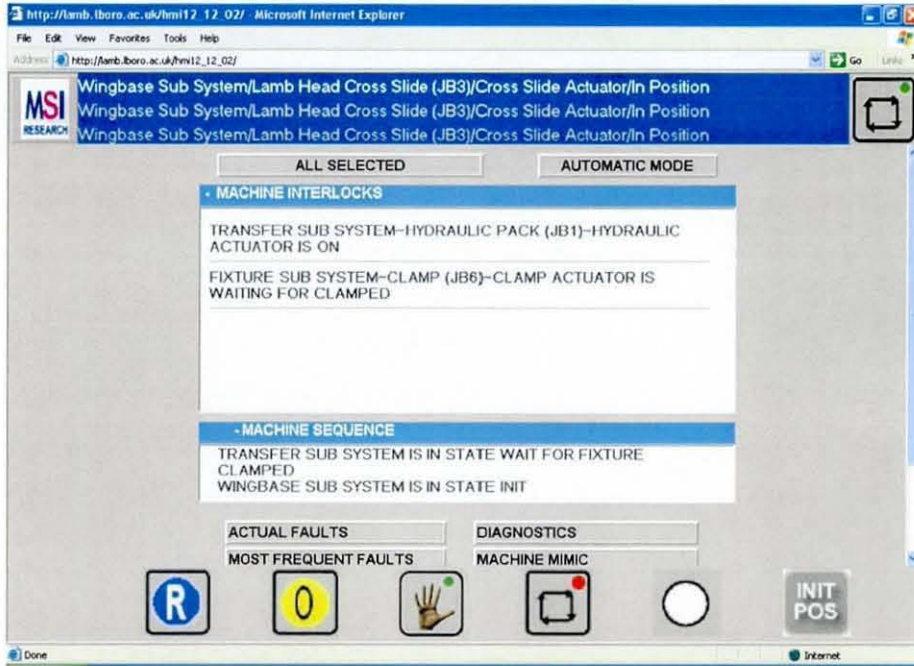 http://lamb.lboro.ac.uk/hmi12_12_02/ - Microsoft Internet Explorer
File Edit View Favorites Tools Help
Address http://lamb.lboro.ac.uk/hmi12_12_02/ Go Links
MSI
RESEARCH
Wingbase Sub System/Lamb Head Cross Slide (JB3)/Cross Slide Actuator/In Position
Wingbase Sub System/Lamb Head Cross Slide (JB3)/Cross Slide Actuator/In Position
Wingbase Sub System/Lamb Head Cross Slide (JB3)/Cross Slide Actuator/In Position
ALL SELECTED AUTOMATIC MODE
- MACHINE INTERLOCKS
TRANSFER SUB SYSTEM-HYDRAULIC PACK (JB1)-HYDRAULIC
ACTUATOR IS ON
FIXTURE SUB SYSTEM-CLAMP (JB6)-CLAMP ACTUATOR IS
WAITING FOR CLAMPED
- MACHINE SEQUENCE
TRANSFER SUB SYSTEM IS IN STATE WAIT FOR FIXTURE
CLAMPED
WINGBASE SUB SYSTEM IS IN STATE INIT
ACTUAL FAULTS DIAGNOSTICS
MOST FREQUENT FAULTS MACHINE MIMIC
R 0 INIT
POS
Done Internet